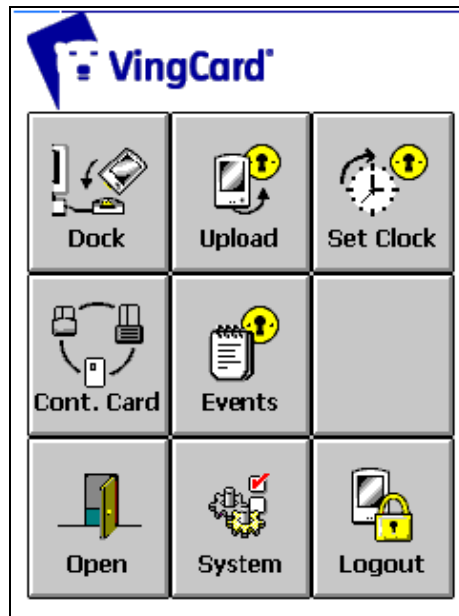 VingCard
Dock Upload Set Clock
Cont. Card Events
Open System Logout